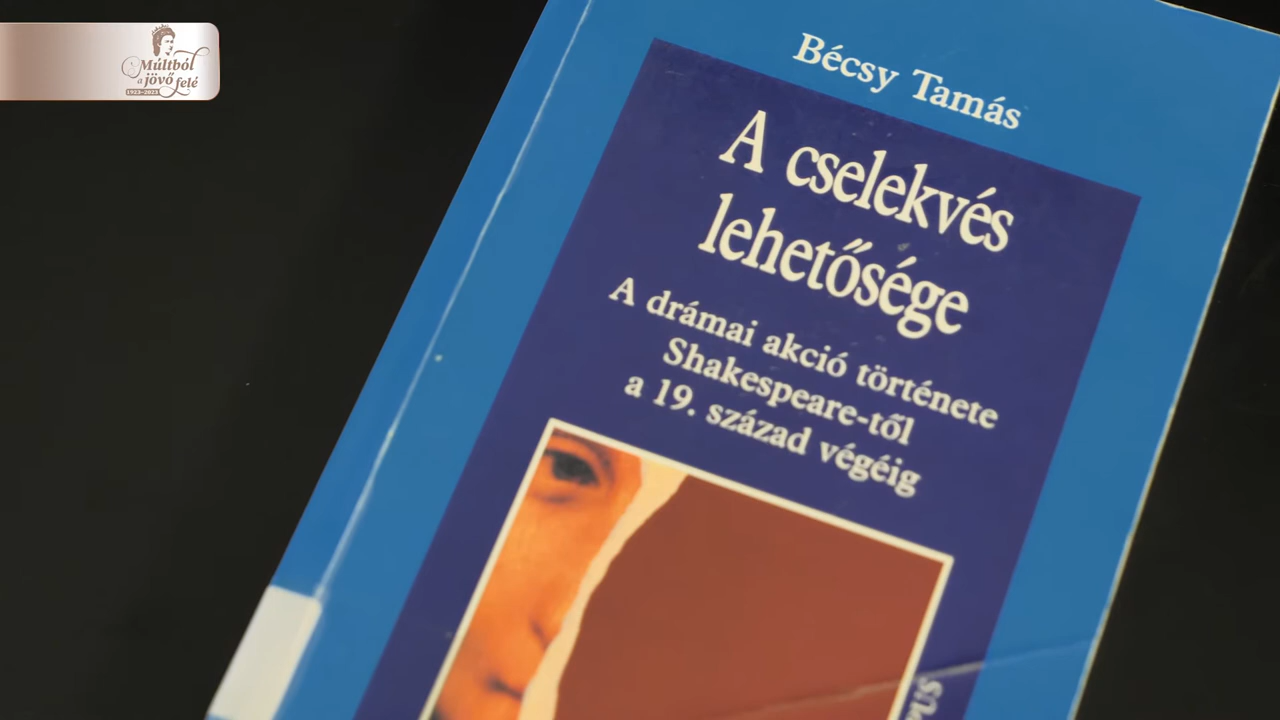 Múltból
a jövő felé
1923-2023
Bécsy Tamás
A cselekvés
lehetősége
A drámai akció története
Shakespeare-től
a 19. század végéig